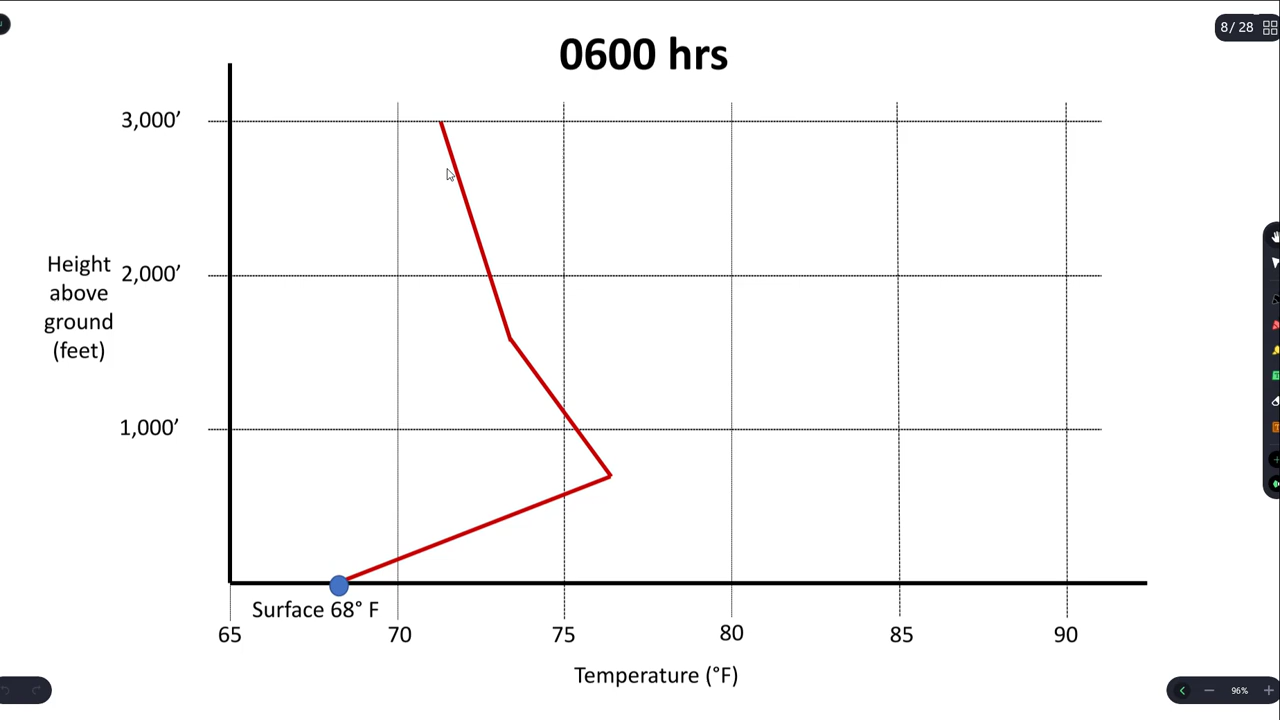 8/ 28
0600 hrs
3,000’
Height
above
ground
(feet)
2,000’
1,000’
Surface 68° F
65 70 75 80 85 90
Temperature (°F)
96%